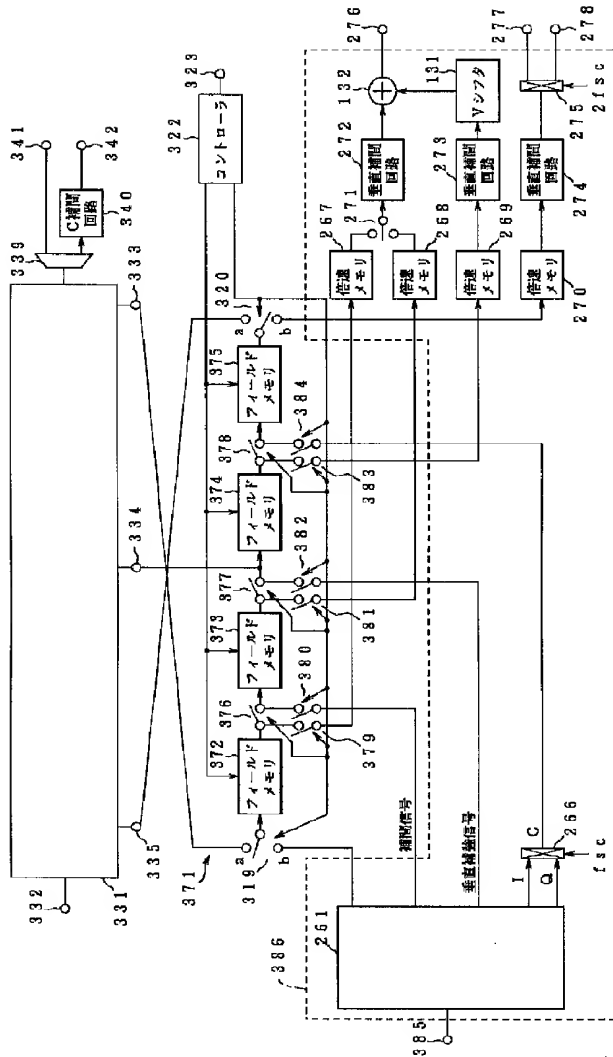 341
342
339
C補間
回路
340
333
334
335
332
331
323
322
コントローラ
320
a
b
375
フィールド
メモリ
384
378
383
374
フィールド
メモリ
382
377
381
373
フィールド
メモリ
380
376
379
372
フィールド
メモリ
371
a
319
b
276
132
131
Vシフタ
277
278
275
2fsc
272
垂直補間
回路
271
273
垂直補間
回路
274
垂直補間
回路
267
倍速
メモリ
268
倍速
メモリ
269
倍速
メモリ
270
倍速
メモリ
補間信号
垂直補強信号
C
266
I
Q
fsc
386
261
385